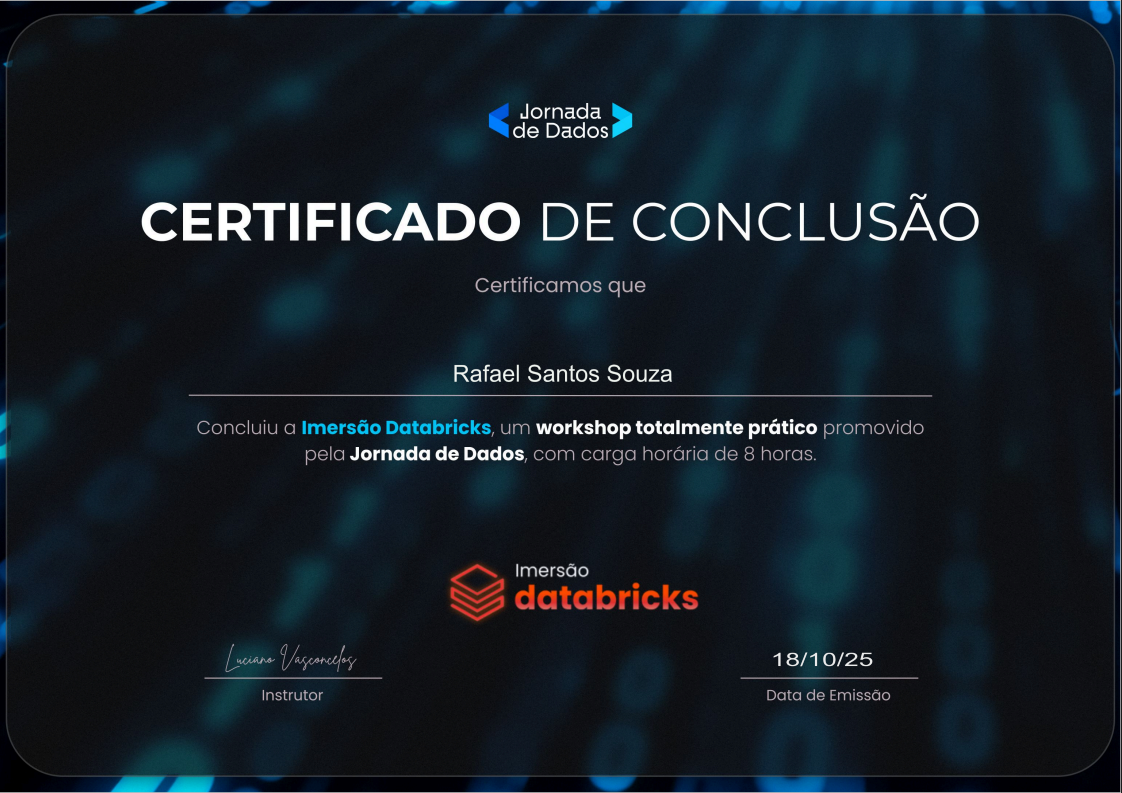 Jornada
de Dados
CERTIFICADO DE CONCLUSÃO
Certificamos que
Rafael Santos Souza
Concluiu a Imersão Databricks, um workshop totalmente prático promovido
pela Jornada de Dados, com carga horária de 8 horas.
Imersão
databricks
Luciano Vasconcelos
18/10/25
Instrutor
Data de Emissão